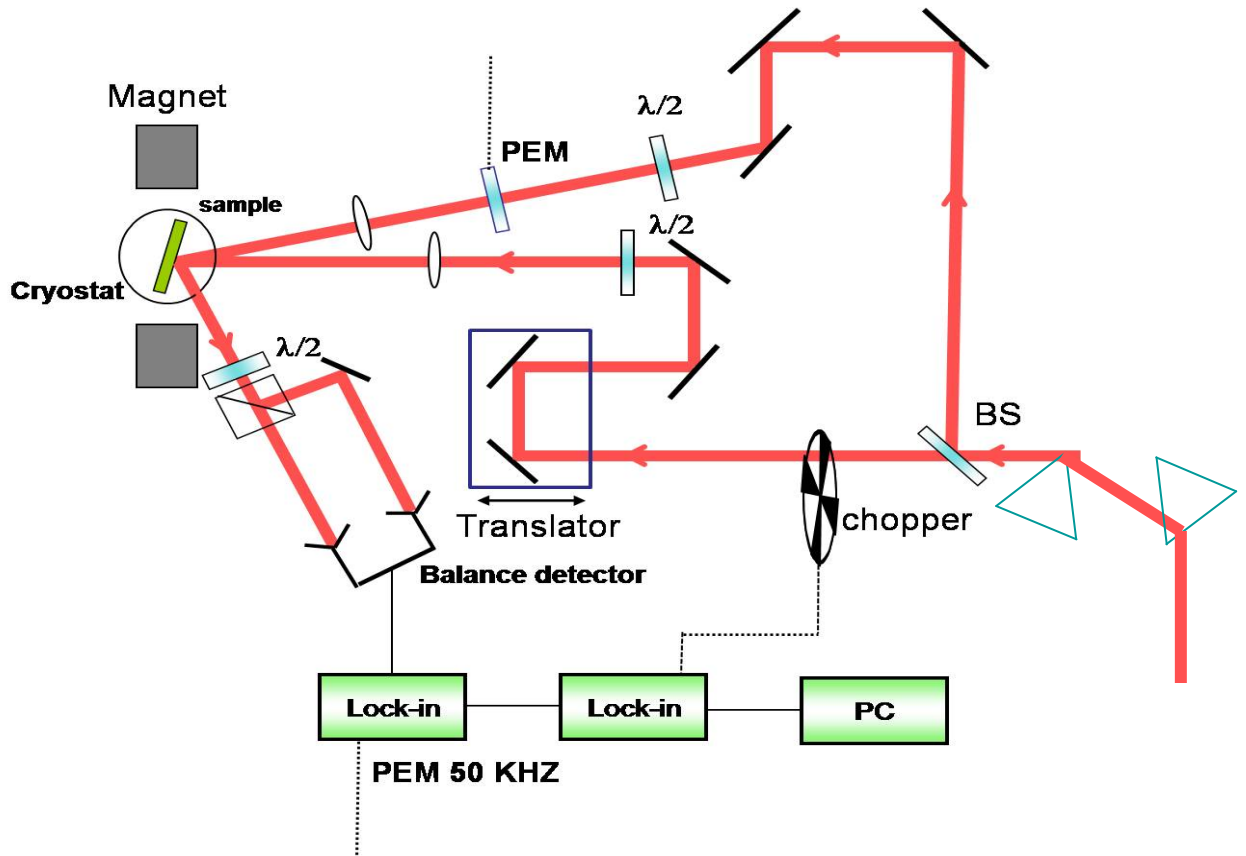 Magnet
λ/2
PEM
sample
λ/2
Cryostat
λ/2
BS
Translator
chopper
Balance detector
Lock-in
Lock-in
PC
PEM 50 KHZ